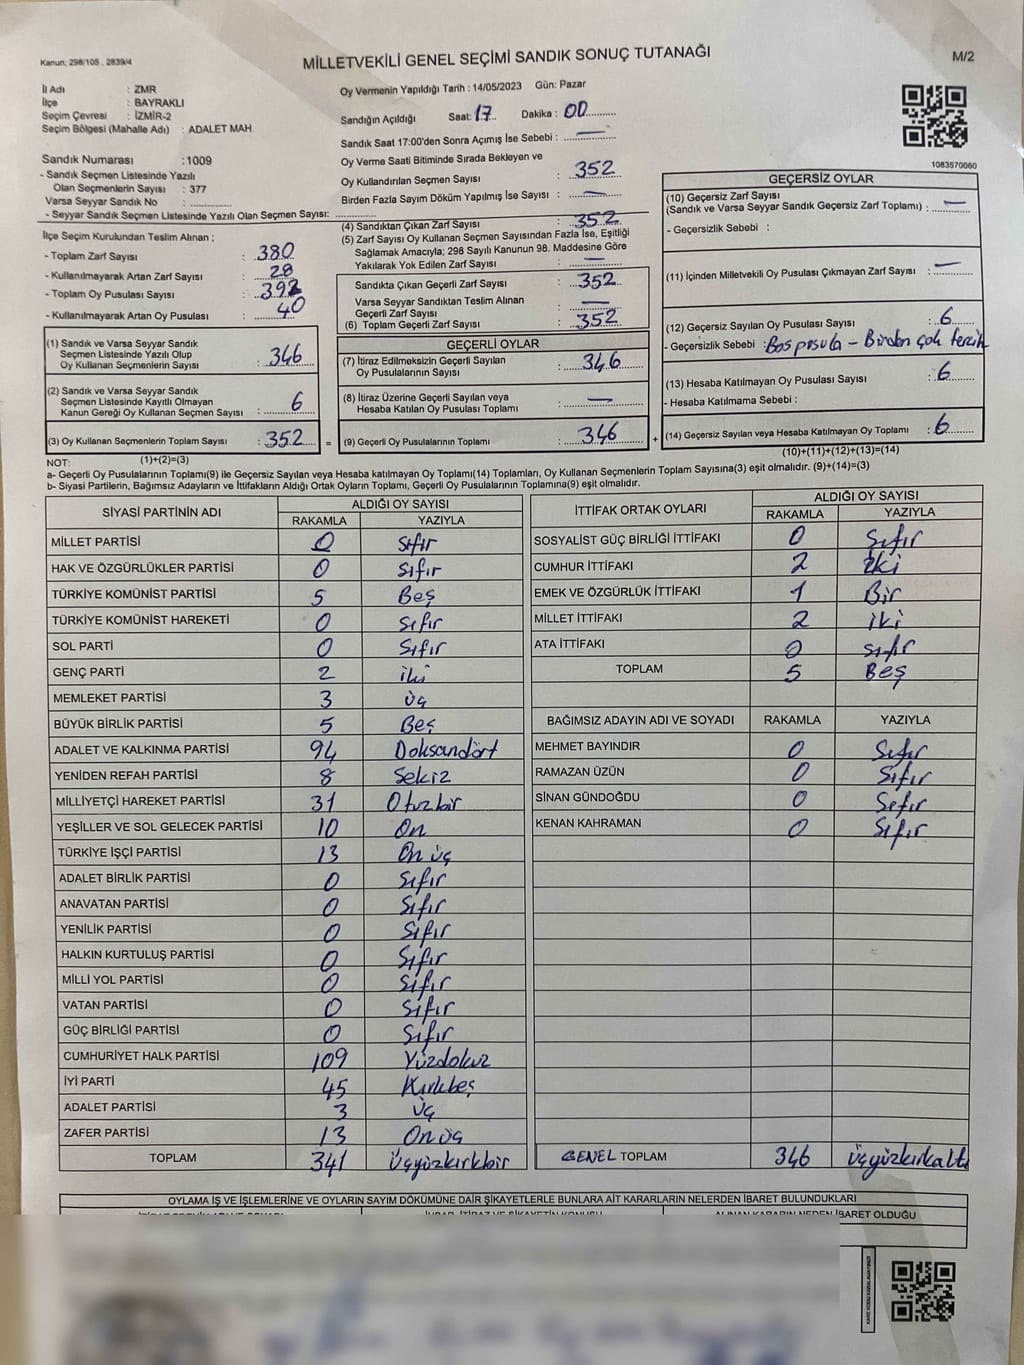 Kanun; 298/105 , 2839/4
MİLLETVEKİLİ GENEL SEÇİMİ SANDIK SONUÇ TUTANAĞI
M/2
İl Adı : ZMR
İlçe : BAYRAKLI
Seçim Çevresi : İZMİR-2
Seçim Bölgesi (Mahalle Adı) : ADALET MAH.
Sandık Numarası :1009
- Sandık Seçmen Listesinde Yazılı
Olan Seçmenlerin Sayısı : 377
Varsa Seyyar Sandık No : ............
- Seyyar Sandık Seçmen Listesinde Yazılı Olan Seçmen Sayısı: ............
İlçe Seçim Kurulundan Teslim Alınan ;
- Toplam Zarf Sayısı : 380
- Kullanılmayarak Artan Zarf Sayısı : 28
- Toplam Oy Pusulası Sayısı : 392
- Kullanılmayarak Artan Oy Pusulası : 40
Oy Vermenin Yapıldığı Tarih : 14/05/2023 Gün: Pazar
Sandığın Açıldığı Saat: 17 Dakika : 00
Sandık Saat 17:00'den Sonra Açımış İse Sebebi : —
Oy Verme Saati Bitiminde Sırada Bekleyen ve
Oy Kullandırılan Seçmen Sayısı : 352
Birden Fazla Sayım Döküm Yapılmış İse Sayısı : —
(4) Sandıktan Çıkan Zarf Sayısı : 352
(5) Zarf Sayısı Oy Kullanan Seçmen Sayısından Fazla İse, Eşitliği
Sağlamak Amacıyla; 298 Sayılı Kanunun 98. Maddesine Göre
Yakılarak Yok Edilen Zarf Sayısı : —
Sandıkta Çıkan Geçerli Zarf Sayısı : 352
Varsa Seyyar Sandıktan Teslim Alınan
Geçerli Zarf Sayısı : —
(6) Toplam Geçerli Zarf Sayısı : 352
1083570060
GEÇERSİZ OYLAR
(10) Geçersiz Zarf Sayısı
(Sandık ve Varsa Seyyar Sandık Geçersiz Zarf Toplamı) : —
- Geçersizlik Sebebi :
(11) İçinden Milletvekili Oy Pusulası Çıkmayan Zarf Sayısı : —
(12) Geçersiz Sayılan Oy Pusulası Sayısı : 6
- Geçersizlik Sebebi : Boş pusula – Birden çok tercih
(13) Hesaba Katılmayan Oy Pusulası Sayısı : 6
- Hesaba Katılmama Sebebi :
(14) Geçersiz Sayılan veya Hesaba Katılmayan Oy Toplamı : 6
(10)+(11)+(12)+(13)=(14)
(1) Sandık ve Varsa Seyyar Sandık
Seçmen Listesinde Yazılı Olup
Oy Kullanan Seçmenlerin Sayısı : 346
(2) Sandık ve Varsa Seyyar Sandık
Seçmen Listesinde Kayıtlı Olmayan
Kanun Gereği Oy Kullanan Seçmen Sayısı : 6
(3) Oy Kullanan Seçmenlerin Toplam Sayısı : 352 =
(1)+(2)=(3)
GEÇERLİ OYLAR
(7) İtiraz Edilmeksizin Geçerli Sayılan
Oy Pusulalarının Sayısı : 346
(8) İtiraz Üzerine Geçerli Sayılan veya
Hesaba Katılan Oy Pusulası Toplamı : —
(9) Geçerli Oy Pusulalarının Toplamı : 346 +
NOT:
a- Geçerli Oy Pusulalarının Toplamı(9) ile Geçersiz Sayılan veya Hesaba katılmayan Oy Toplamı(14) Toplamları, Oy Kullanan Seçmenlerin Toplam Sayısına(3) eşit olmalıdır. (9)+(14)=(3)
b- Siyasi Partilerin, Bağımsız Adayların ve İttifakların Aldığı Ortak Oyların Toplamı, Geçerli Oy Pusulalarının Toplamına(9) eşit olmalıdır.
SİYASİ PARTİNİN ADI ALDIĞI OY SAYISI
RAKAMLA YAZIYLA
MİLLET PARTİSİ 0 Sıfır
HAK VE ÖZGÜRLÜKLER PARTİSİ 0 Sıfır
TÜRKİYE KOMÜNİST PARTİSİ 5 Beş
TÜRKİYE KOMÜNİST HAREKETİ 0 Sıfır
SOL PARTİ 0 Sıfır
GENÇ PARTİ 2 iki
MEMLEKET PARTİSİ 3 üç
BÜYÜK BİRLİK PARTİSİ 5 Beş
ADALET VE KALKINMA PARTİSİ 94 Doksandört
YENİDEN REFAH PARTİSİ 8 Sekiz
MİLLİYETÇİ HAREKET PARTİSİ 31 Otuzbir
YEŞİLLER VE SOL GELECEK PARTİSİ 10 On
TÜRKİYE İŞÇİ PARTİSİ 13 On üç
ADALET BİRLİK PARTİSİ 0 Sıfır
ANAVATAN PARTİSİ 0 Sıfır
YENİLİK PARTİSİ 0 Sıfır
HALKIN KURTULUŞ PARTİSİ 0 Sıfır
MİLLİ YOL PARTİSİ 0 Sıfır
VATAN PARTİSİ 0 Sıfır
GÜÇ BİRLİĞİ PARTİSİ 0 Sıfır
CUMHURİYET HALK PARTİSİ 109 Yüzdokuz
İYİ PARTİ 45 Kırkbeş
ADALET PARTİSİ 3 Üç
ZAFER PARTİSİ 13 On üç
TOPLAM 341 Üçyüzkırkbir
İTTİFAK ORTAK OYLARI ALDIĞI OY SAYISI
RAKAMLA YAZIYLA
SOSYALİST GÜÇ BİRLİĞİ İTTİFAKI 0 Sıfır
CUMHUR İTTİFAKI 2 İki
EMEK VE ÖZGÜRLÜK İTTİFAKI 1 Bir
MİLLET İTTİFAKI 2 iki
ATA İTTİFAKI 0 sıfır
TOPLAM 5 Beş
BAĞIMSIZ ADAYIN ADI VE SOYADI RAKAMLA YAZIYLA
MEHMET BAYINDIR 0 Sıfır
RAMAZAN ÜZÜN 0 Sıfır
SİNAN GÜNDOĞDU 0 Sıfır
KENAN KAHRAMAN 0 Sıfır
GENEL TOPLAM 346 üçyüzkırkaltı
OYLAMA İŞ VE İŞLEMLERİNE VE OYLARIN SAYIM DÖKÜMÜNE DAİR ŞİKAYETLERLE BUNLARA AİT KARARLARIN NELERDEN İBARET BULUNDUKLARI
ALINAN KARARIN NEDEN İBARET OLDUĞU